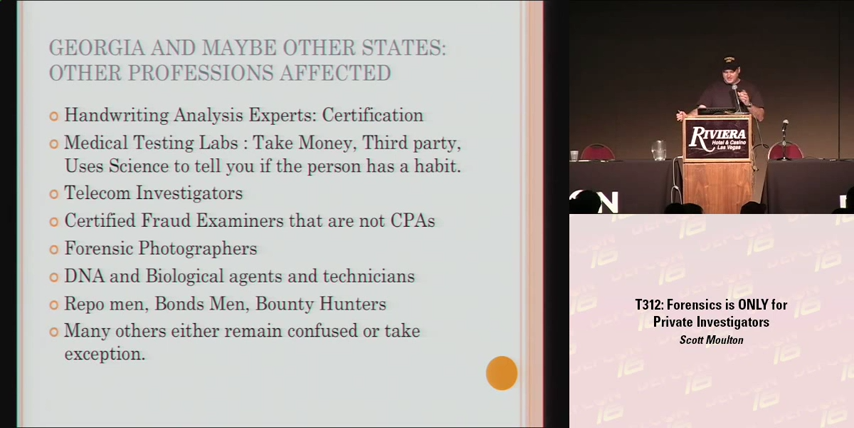 GEORGIA AND MAYBE OTHER STATES:
OTHER PROFESSIONS AFFECTED
Handwriting Analysis Experts: Certification
Medical Testing Labs : Take Money, Third party,
Uses Science to tell you if the person has a habit.
Telecom Investigators
Certified Fraud Examiners that are not CPAs
Forensic Photographers
DNA and Biological agents and technicians
Repo men, Bonds Men, Bounty Hunters
Many others either remain confused or take
exception.
RIVIERA
Hotel & Casino
Las Vegas
ON
T312: Forensics is ONLY for
Private Investigators
Scott Moulton